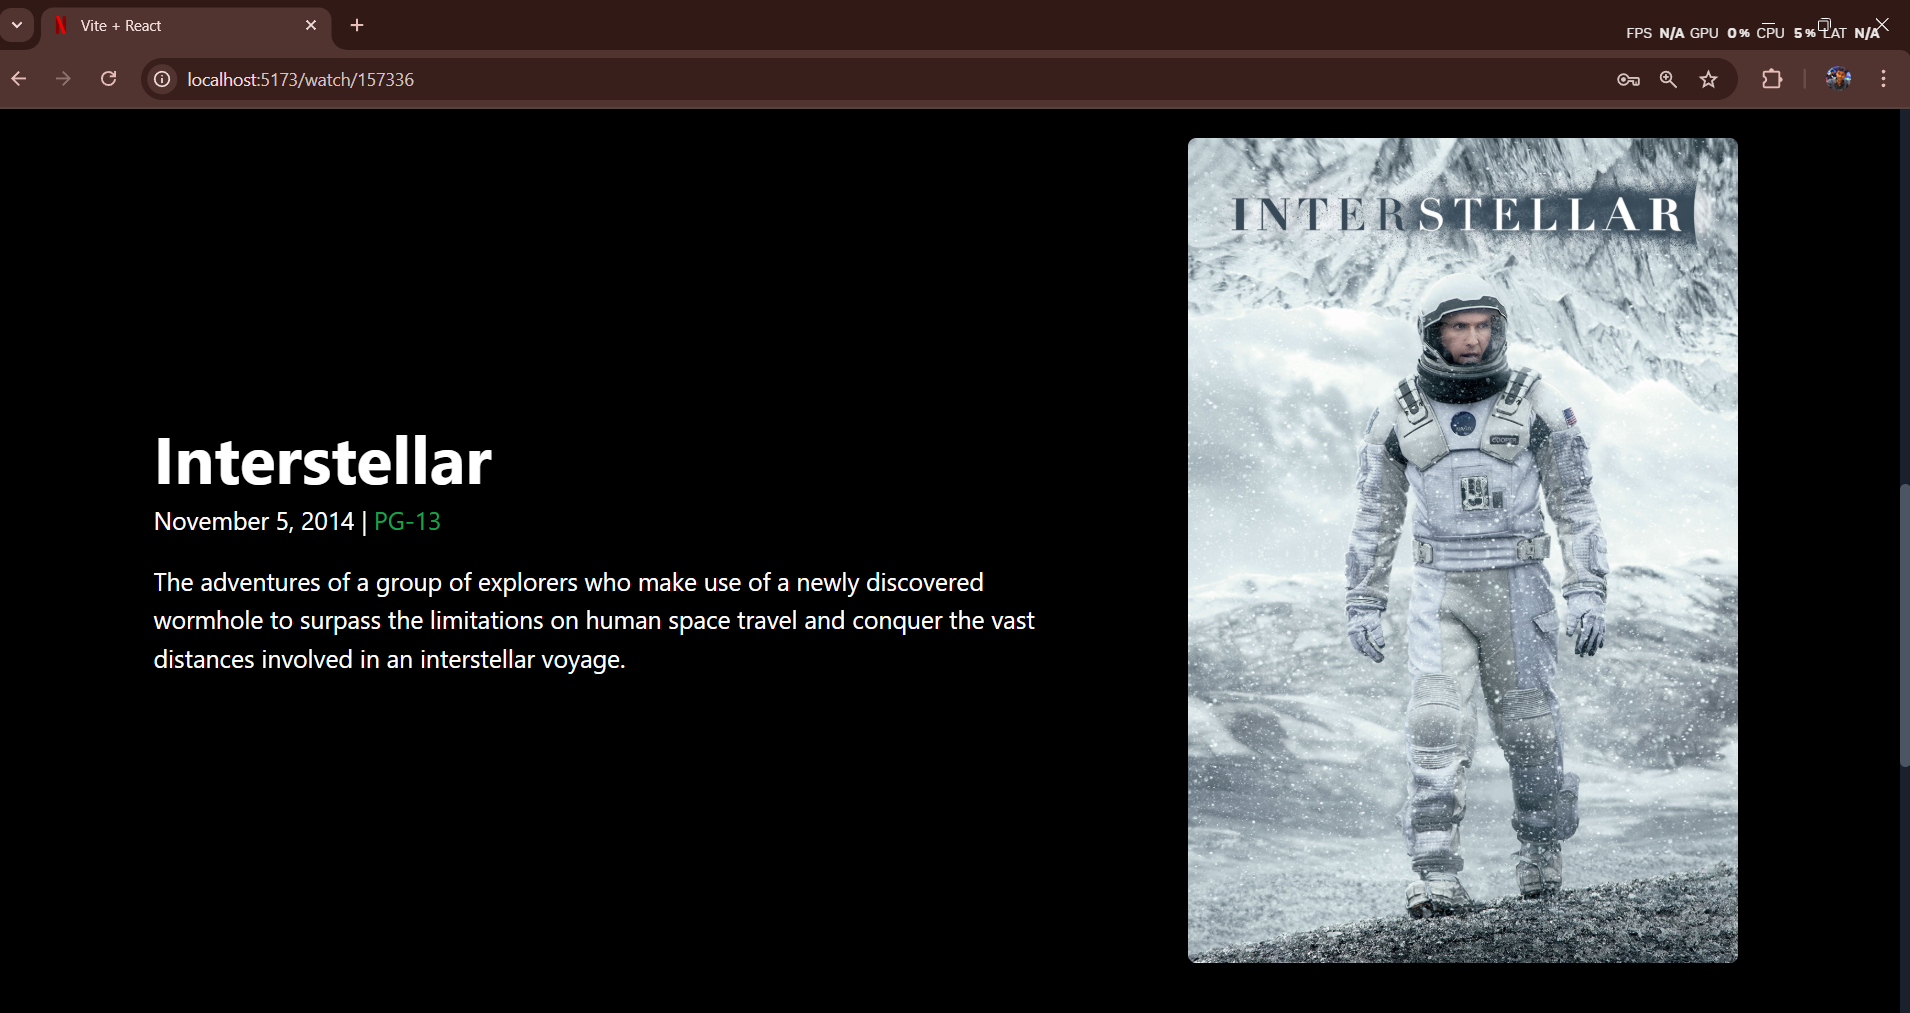 Vite + React
FPS N/A GPU 0% CPU 5% LAT N/A
localhost:5173/watch/157336
INTERSTELLAR
NASA
COOPER
Interstellar
November 5, 2014 | PG-13
The adventures of a group of explorers who make use of a newly discovered
wormhole to surpass the limitations on human space travel and conquer the vast
distances involved in an interstellar voyage.